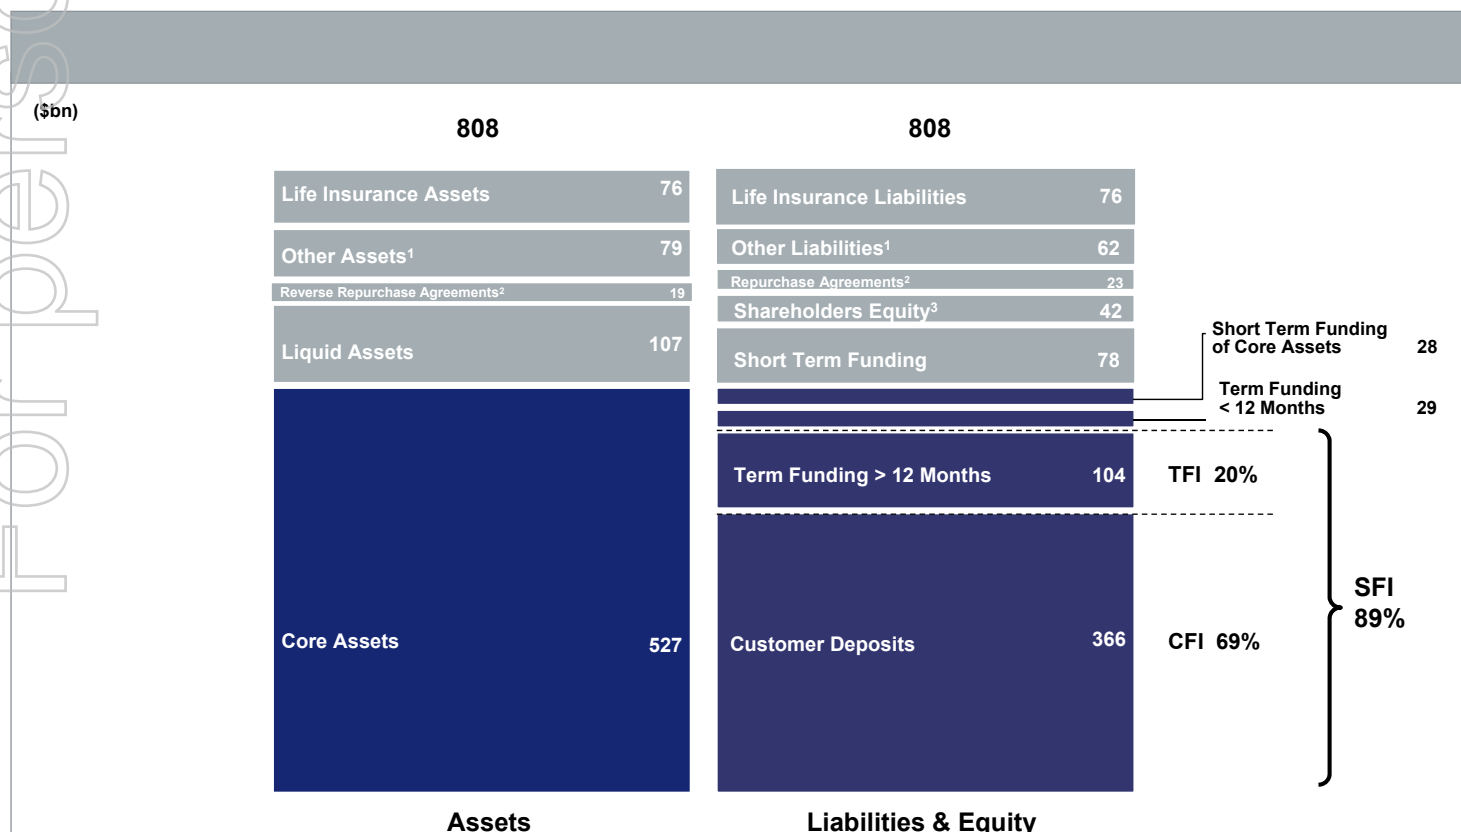 For perso
($bn)
808
808
Life Insurance Assets 76
Other Assets¹ 79
Reverse Repurchase Agreements² 19
Liquid Assets 107
Core Assets 527
Life Insurance Liabilities 76
Other Liabilities¹ 62
Repurchase Agreements² 23
Shareholders Equity³ 42
Short Term Funding 78
Short Term Funding
of Core Assets 28
Term Funding
< 12 Months 29
Term Funding > 12 Months 104
TFI 20%
Customer Deposits 366
CFI 69%
SFI
89%
Assets
Liabilities & Equity